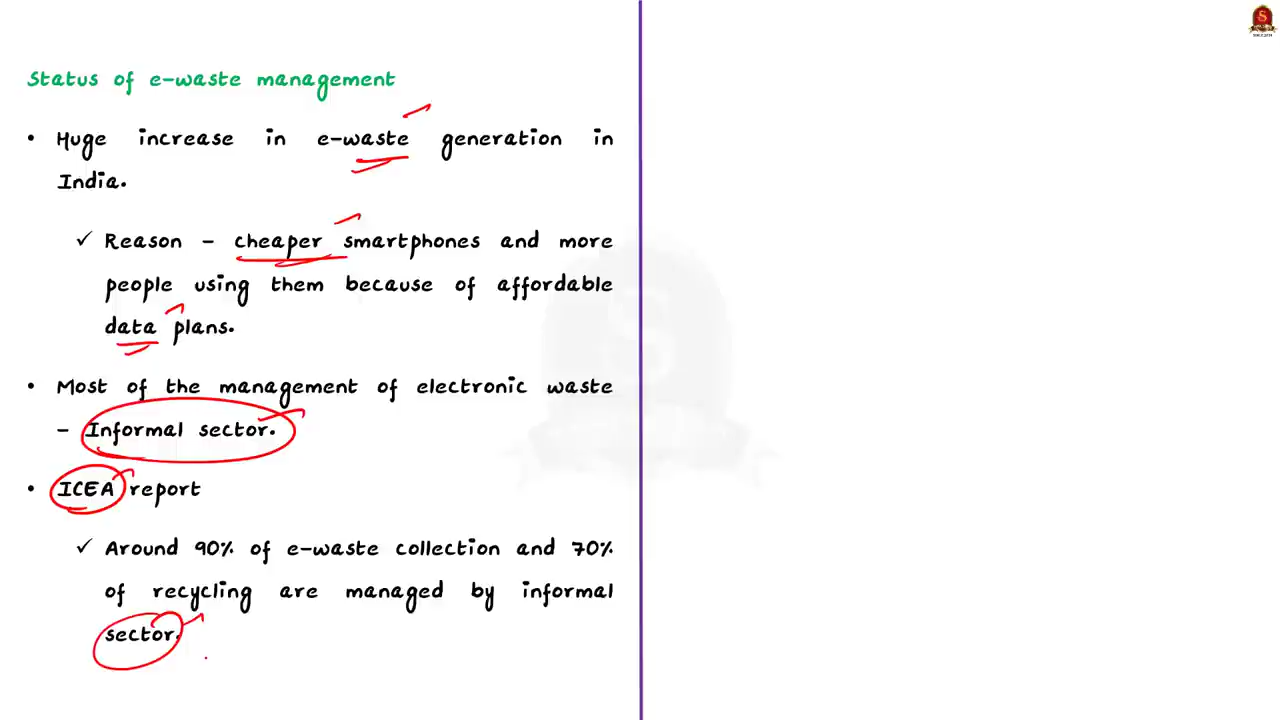 Status of e-waste management
• Huge increase in e-waste generation in
India.
✓ Reason - cheaper smartphones and more
people using them because of affordable
data plans.
• Most of the management of electronic waste
- Informal sector.
• ICEA report
✓ Around 90% of e-waste collection and 70%
of recycling are managed by informal
sector.